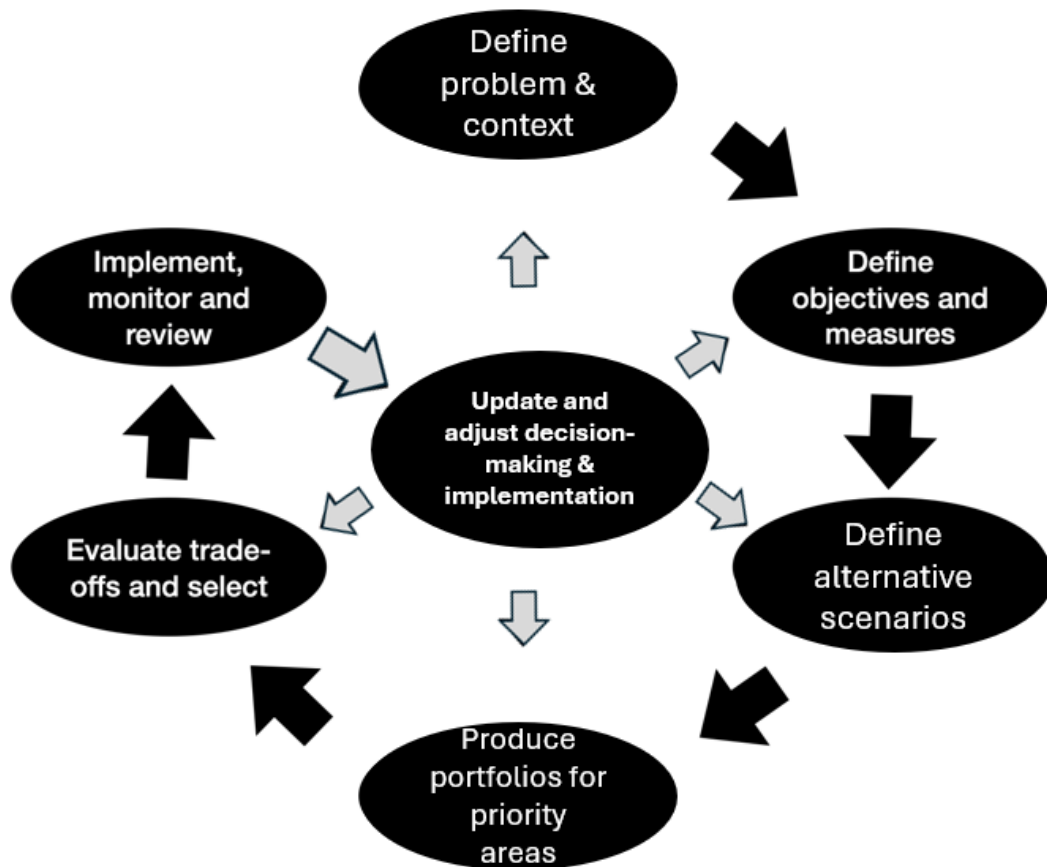 Define
problem &
context
Implement,
monitor and
review
Define
objectives and
measures
Update and
adjust decision-
making &
implementation
Evaluate trade-
offs and select
Define
alternative
scenarios
Produce
portfolios for
priority
areas